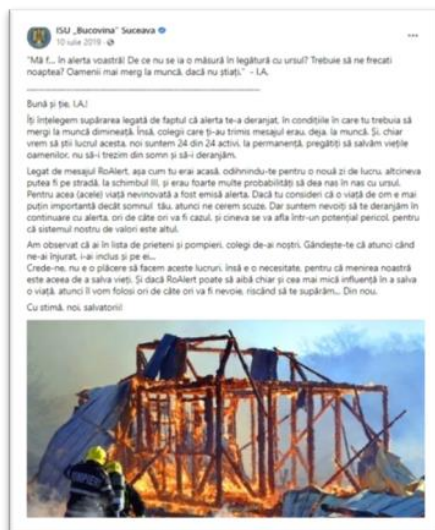 ISU „Bucovina” Suceava
10 iulie 2019
"Mă f... în alerta voastră! De ce nu se ia o măsură în legătură cu ursul? Trebuie să ne frecați
noaptea? Oamenii mai merg la muncă, dacă nu știați." - I.A.
Bună și ție, I.A.!
Îți înțelegem supărarea legată de faptul că alerta te-a deranjat, în condițiile în care tu trebuia să
mergi la muncă dimineață. Însă, colegii care ți-au trimis mesajul erau, deja, la muncă. Și, chiar
vrem să știi lucrul acesta, noi suntem 24 din 24 activi, la permanență, pregătiți să salvăm viețile
oamenilor, nu să-i trezim din somn și să-i deranjăm.
Legat de mesajul RoAlert, așa cum tu erai acasă, odihnindu-te pentru o nouă zi de lucru, altcineva
putea fi pe stradă, la schimbul III, și erau foarte multe probabilități să dea nas în nas cu ursul.
Pentru acea (acele) viață nevinovată a fost emisă alerta. Dacă tu consideri că o viață de om e mai
puțin importantă decât somnul tău, atunci ne cerem scuze. Dar suntem nevoiți să te deranjăm în
continuare cu alerta, ori de câte ori va fi cazul, și cineva se va afla într-un potențial pericol, pentru
că sistemul nostru de valori este altul.
Am observat că ai în lista de prieteni și pompieri, colegi de-ai noștri. Gândește-te că atunci când
ne-ai înjurat, i-ai inclus și pe ei...
Crede-ne, nu e o plăcere să facem aceste lucruri, însă e o necesitate, pentru că menirea noastră
este aceea de a salva vieți. Și dacă RoAlert poate să aibă chiar și cea mai mică influență în a salva
o viață, atunci îl vom folosi ori de câte ori va fi nevoie, riscând să te supărăm... Din nou.
Cu stimă, noi, salvatorii!
POMPIERII